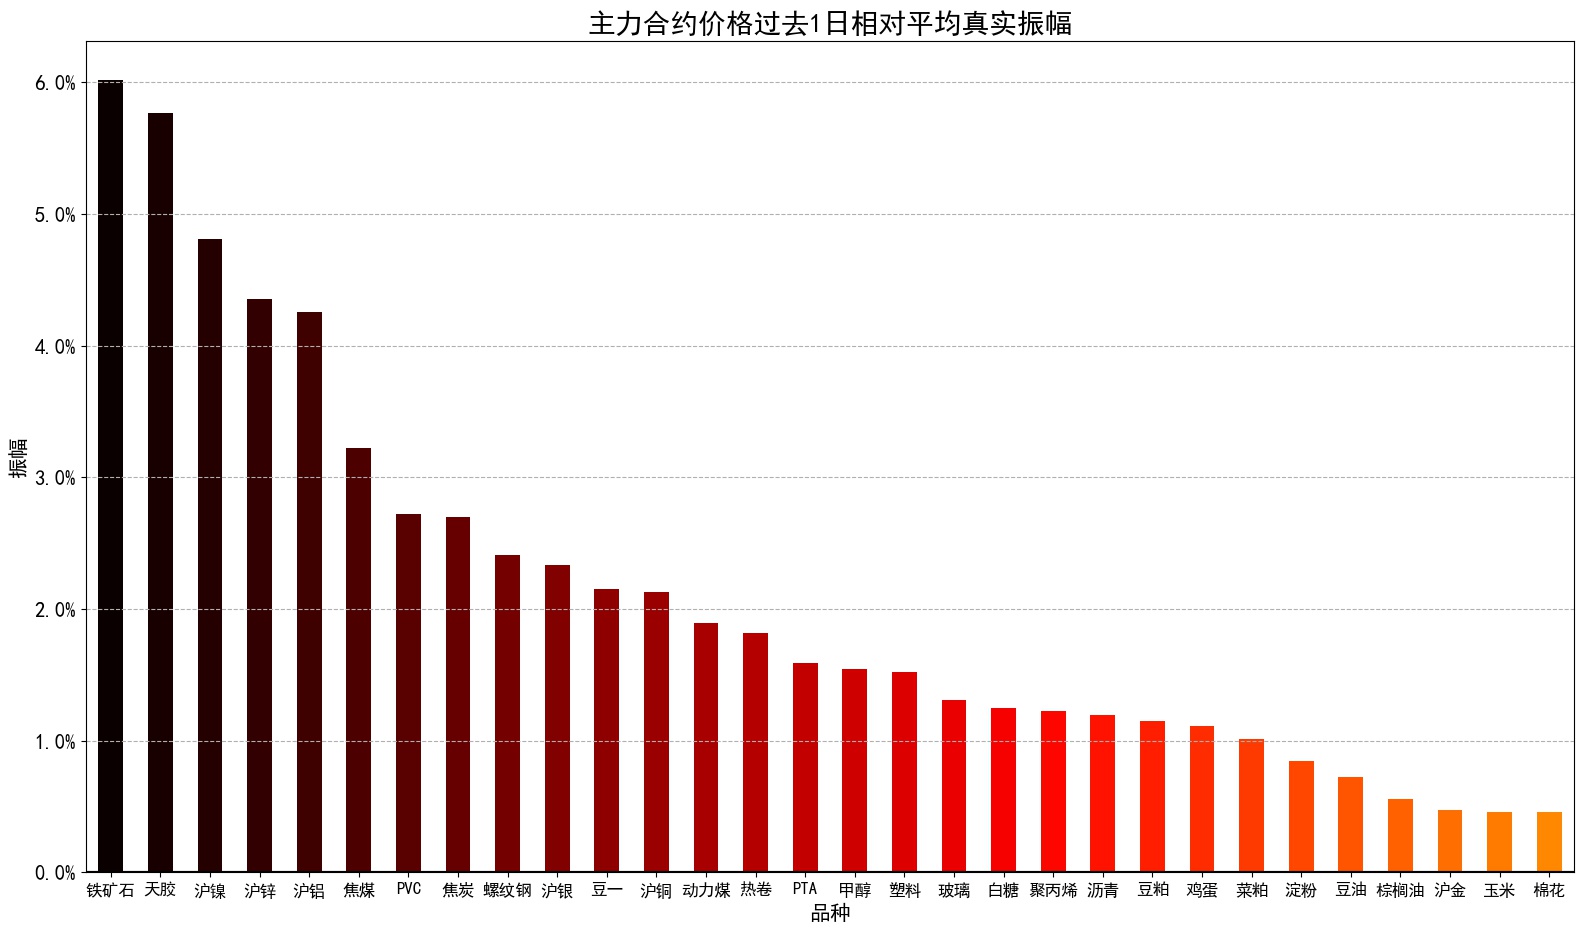 主力合约价格过去1日相对平均真实振幅
振幅
6.0%
5.0%
4.0%
3.0%
2.0%
1.0%
0.0%
铁矿石 天胶 沪镍 沪锌 沪铝 焦煤 PVC 焦炭 螺纹钢 沪银 豆一 沪铜 动力煤 热卷 PTA 甲醇 塑料 玻璃 白糖 聚丙烯 沥青 豆粕 鸡蛋 菜粕 淀粉 豆油 棕榈油 沪金 玉米 棉花
品种